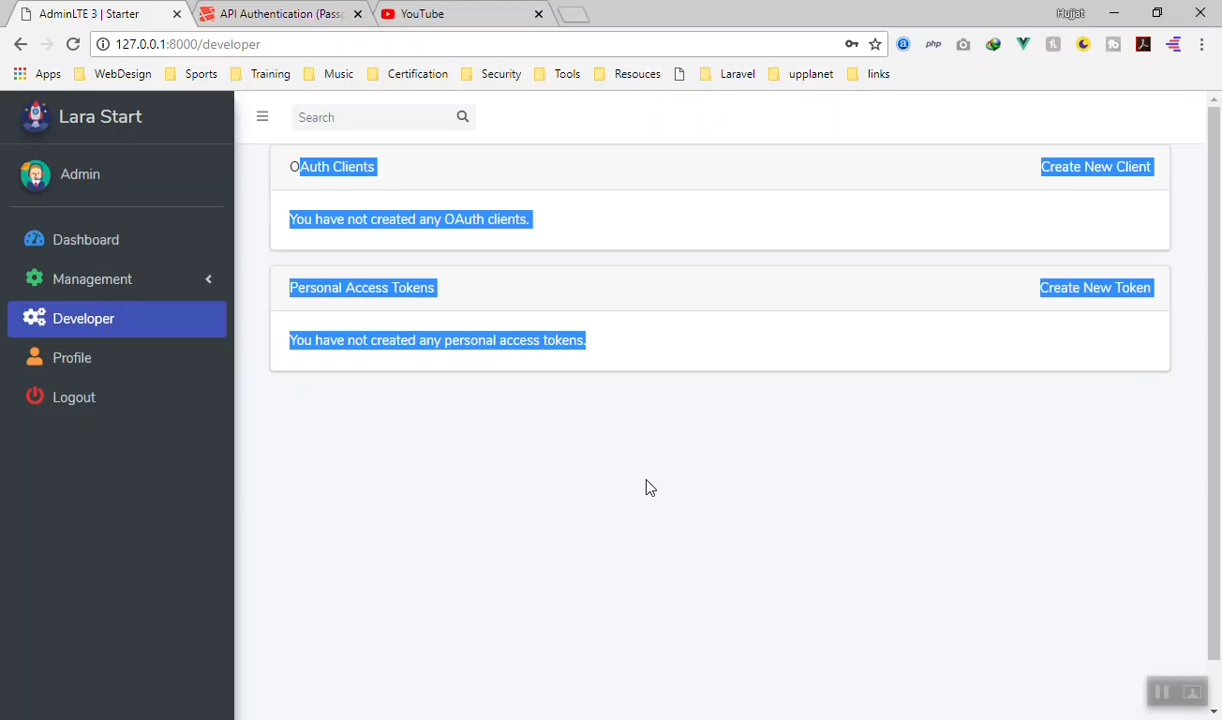 AdminLTE 3 | Starter
API Authentication (Passp
YouTube
Hujjat
127.0.0.1:8000/developer
php
Apps
WebDesign
Sports
Training
Music
Certification
Security
Tools
Resouces
Laravel
upplanet
links
Lara Start
Search
Admin
OAuth Clients
Create New Client
You have not created any OAuth clients.
Dashboard
Management
Personal Access Tokens
Create New Token
Developer
You have not created any personal access tokens.
Profile
Logout